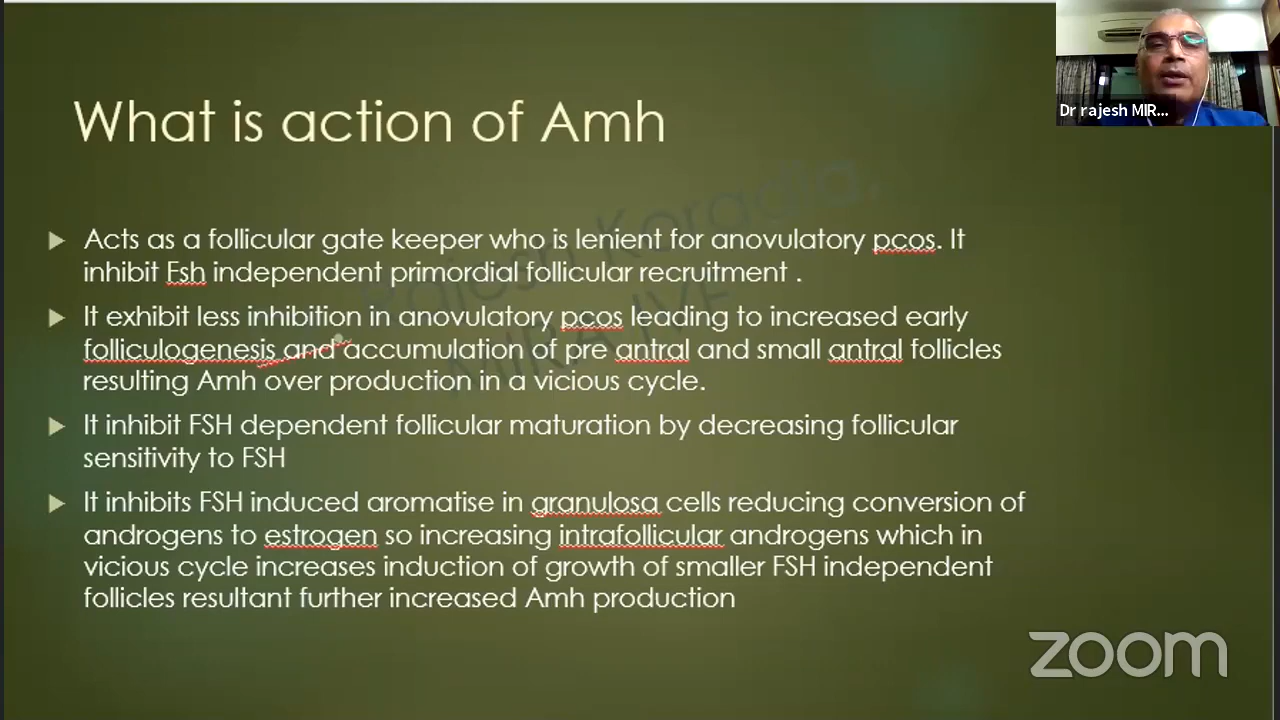 What is action of Amh
Dr rajesh MIR...
Acts as a follicular gate keeper who is lenient for anovulatory pcos. It
inhibit Fsh independent primordial follicular recruitment .
It exhibit less inhibition in anovulatory pcos leading to increased early
folliculogenesis and accumulation of pre antral and small antral follicles
resulting Amh over production in a vicious cycle.
It inhibit FSH dependent follicular maturation by decreasing follicular
sensitivity to FSH
It inhibits FSH induced aromatise in granulosa cells reducing conversion of
androgens to estrogen so increasing intrafollicular androgens which in
vicious cycle increases induction of growth of smaller FSH independent
follicles resultant further increased Amh production
Rajesh Koradia,
MIRA IVF
zoom